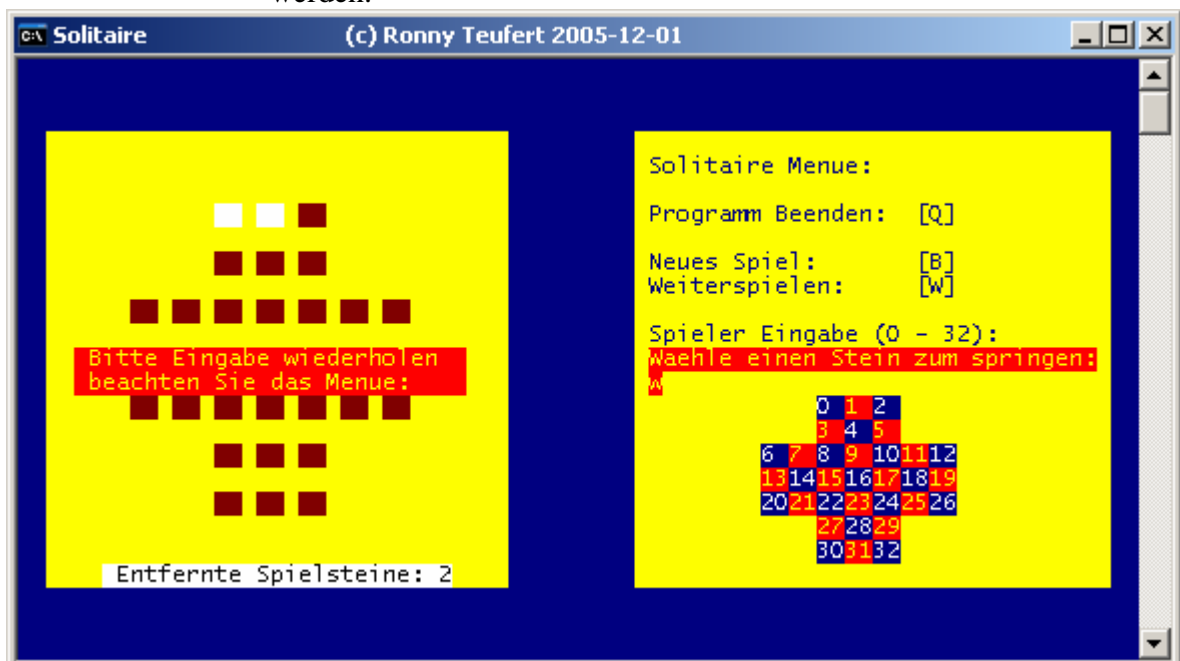 werden.
Solitaire (c) Ronny Teufert 2005-12-01
Bitte Eingabe wiederholen
beachten Sie das Menue:
Entfernte Spielsteine: 2
Solitaire Menue:
Programm Beenden: [Q]
Neues Spiel: [B]
Weiterspielen: [W]
Spieler Eingabe (0 - 32):
Waehle einen Stein zum springen:
w
0 1 2
3 4 5
6 7 8 9 10 11 12
13 14 15 16 17 18 19
20 21 22 23 24 25 26
27 28 29
30 31 32